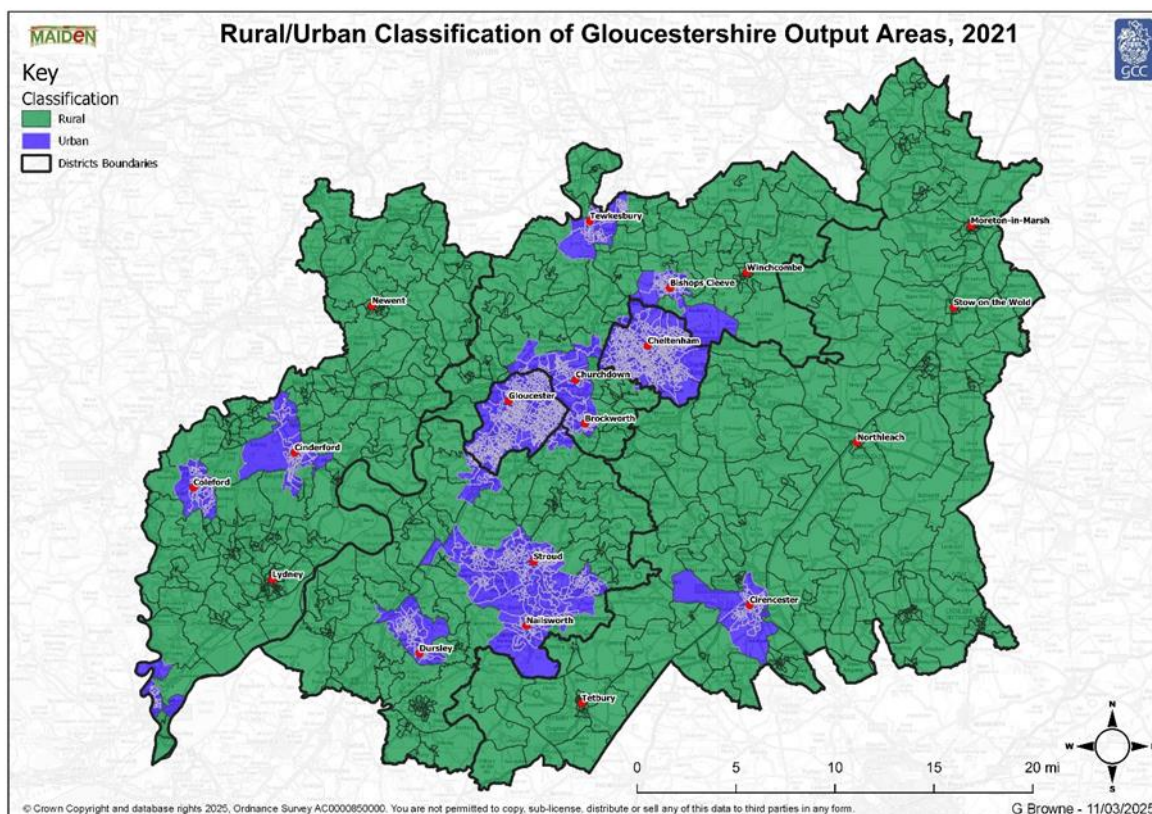 MAIDEN
Rural/Urban Classification of Gloucestershire Output Areas, 2021
GCC
Key
Classification
Rural
Urban
Districts Boundaries
Tewkesbury
Moreton-in-Marsh
Winchcombe
Bishops Cleeve
Newent
Stow on the Wold
Cheltenham
Churchdown
Gloucester
Brockworth
Northleach
Cinderford
Coleford
Stroud
Lydney
Cirencester
Nailsworth
Dursley
Tetbury
N
W
S
0 5 10 15 20 mi
© Crown Copyright and database rights 2025, Ordnance Survey AC0000850000. You are not permitted to copy, sub-license, distribute or sell any of this data to third parties in any form.
G Browne - 11/03/2025